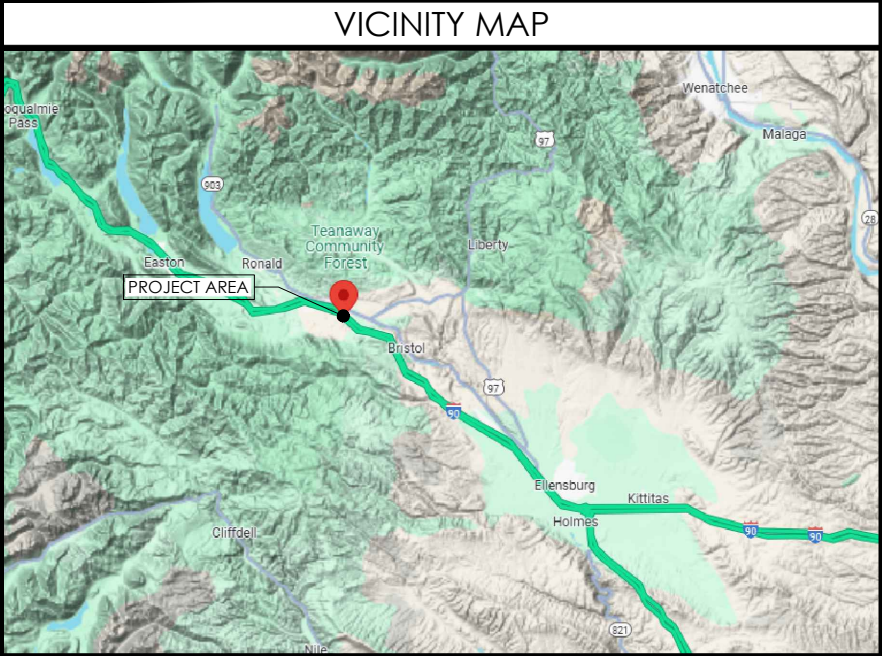 VICINITY MAP
Wenatchee
oqualmie
Pass
Malaga
97
903
28
Teanaway
Community
Forest
Liberty
Easton
Ronald
PROJECT AREA
Bristol
97
90
Ellensburg
Kittitas
Holmes
90
90
Cliffdell
821
Nile